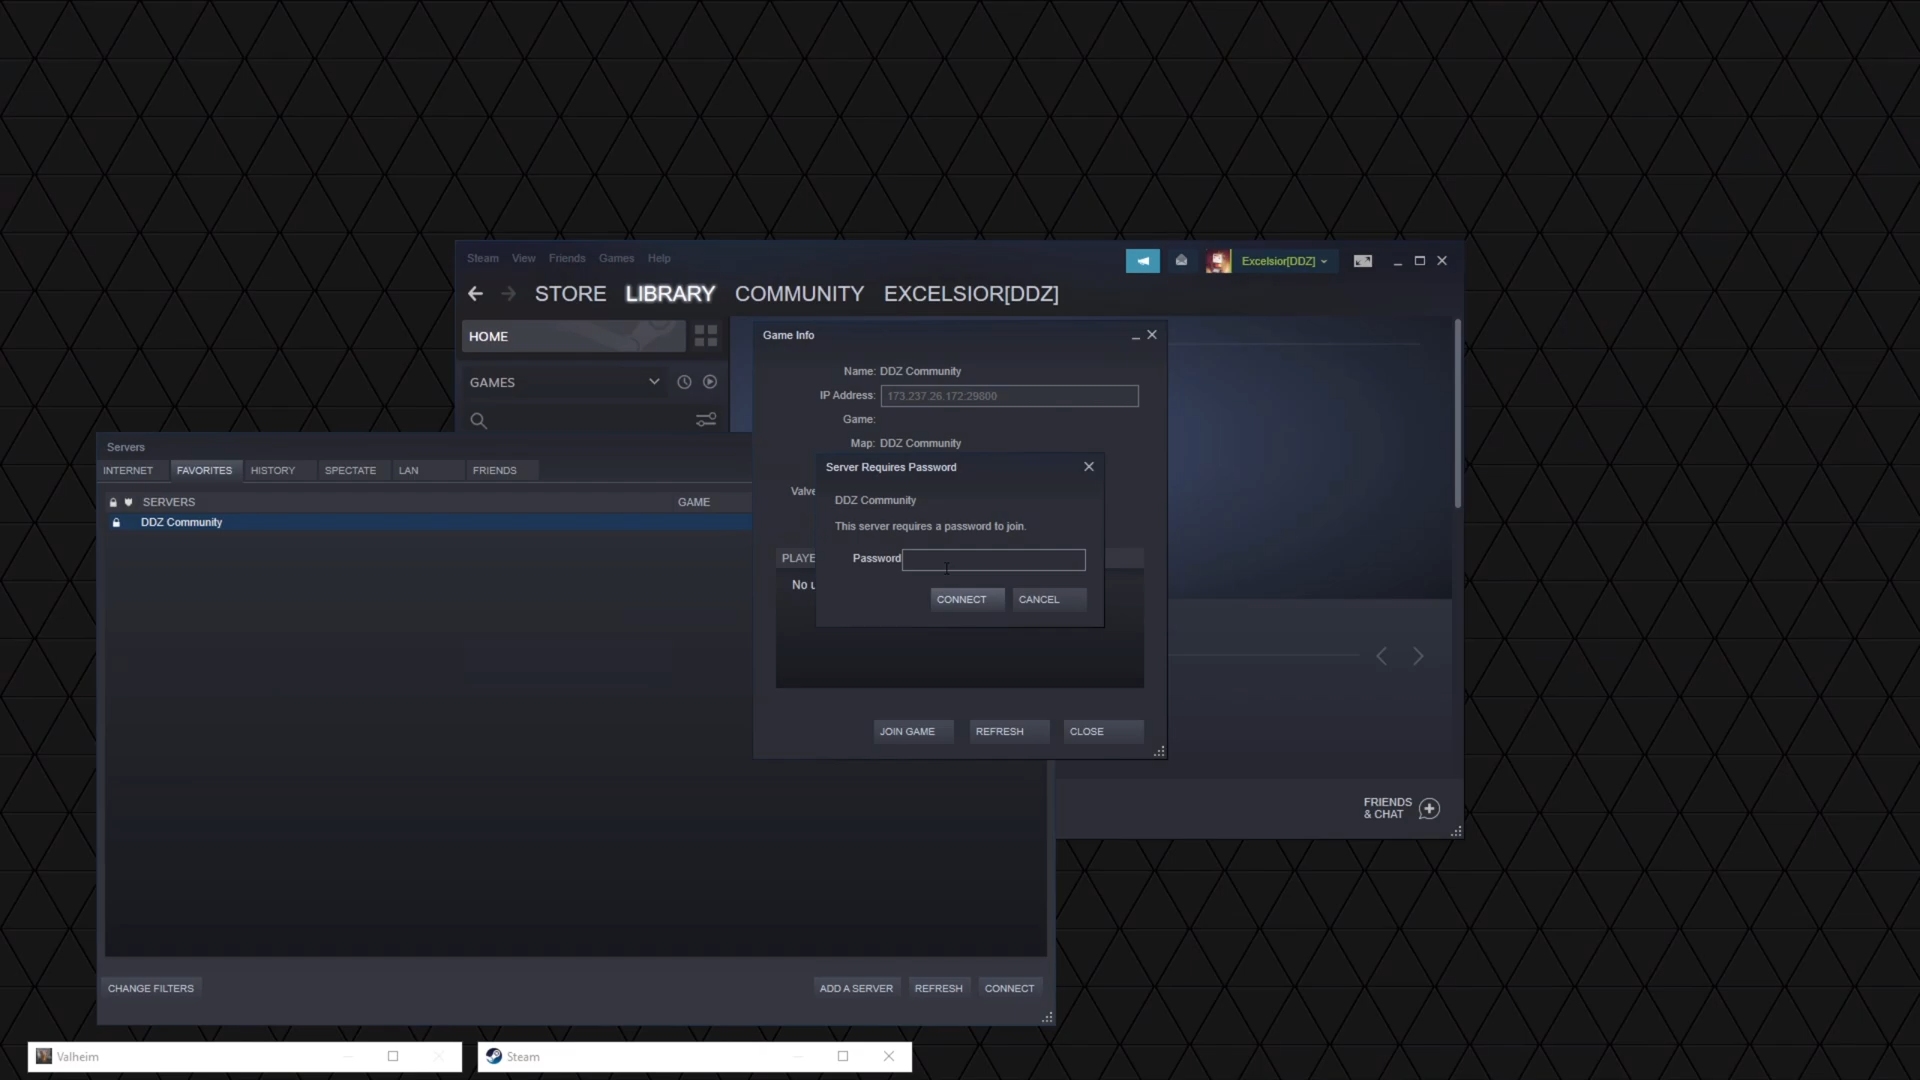 Steam View Friends Games Help
Excelsior[DDZ]
STORE LIBRARY COMMUNITY EXCELSIOR[DDZ]
HOME
GAMES
Game Info
Name: DDZ Community
IP Address: 173.237.26.172:29800
Game:
Map: DDZ Community
Valve
PLAYE
No u
JOIN GAME REFRESH CLOSE
Server Requires Password
DDZ Community
This server requires a password to join.
Password
CONNECT CANCEL
Servers
INTERNET FAVORITES HISTORY SPECTATE LAN FRIENDS
SERVERS GAME
DDZ Community
FRIENDS
& CHAT
CHANGE FILTERS ADD A SERVER REFRESH CONNECT
Valheim
Steam